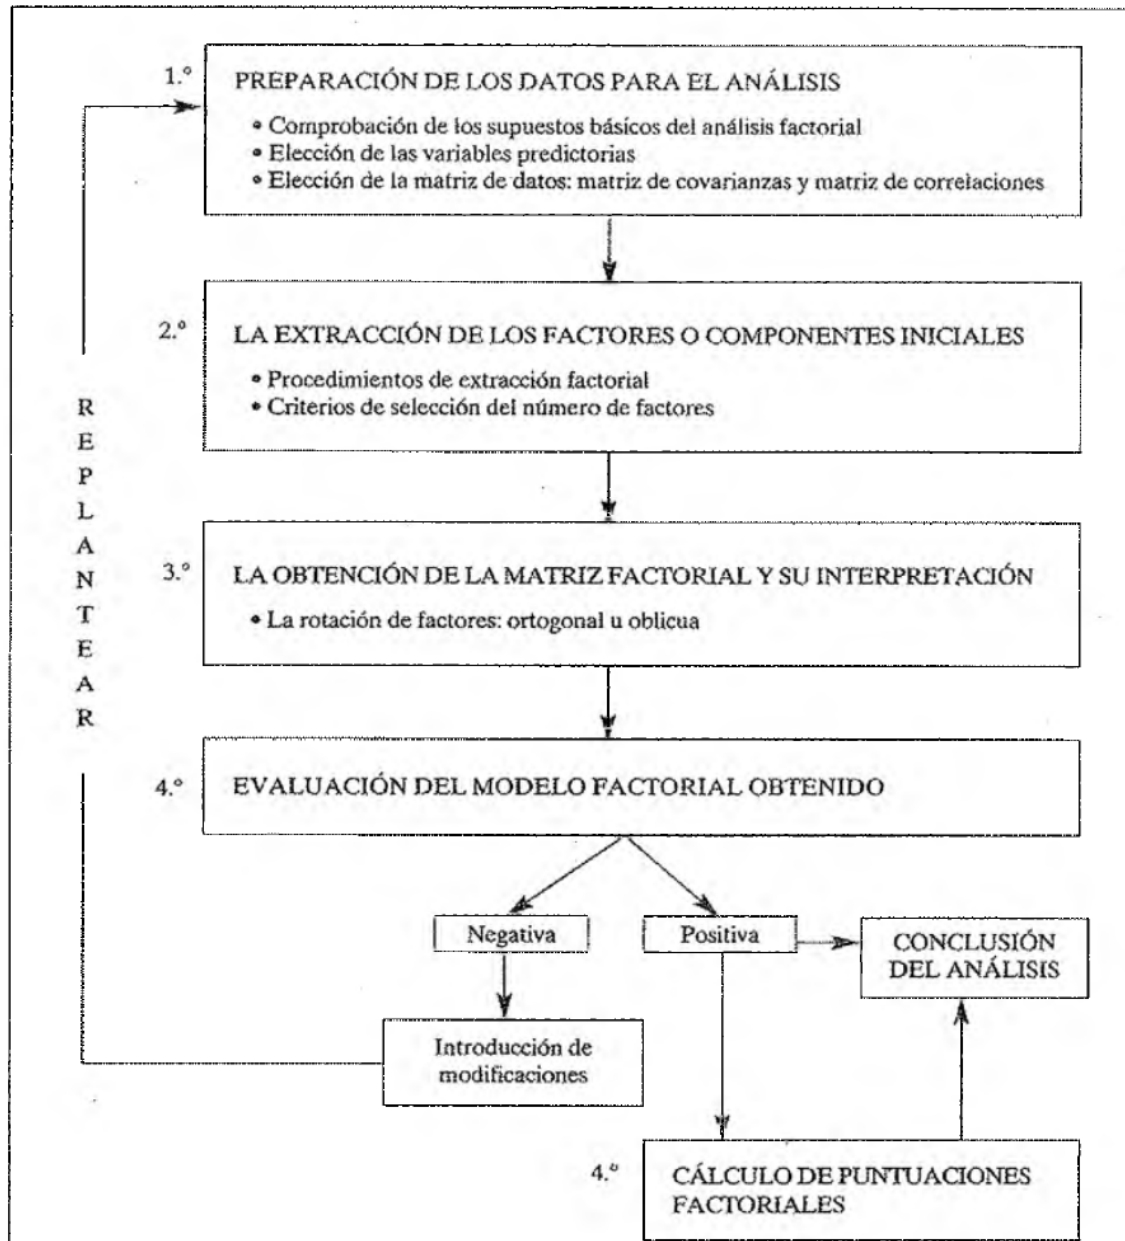 1.º PREPARACIÓN DE LOS DATOS PARA EL ANÁLISIS
• Comprobación de los supuestos básicos del análisis factorial
• Elección de las variables predictorias
• Elección de la matriz de datos: matriz de covarianzas y matriz de correlaciones
2.º LA EXTRACCIÓN DE LOS FACTORES O COMPONENTES INICIALES
• Procedimientos de extracción factorial
• Criterios de selección del número de factores
REPLANTEAR
3.º LA OBTENCIÓN DE LA MATRIZ FACTORIAL Y SU INTERPRETACIÓN
• La rotación de factores: ortogonal u oblicua
4.º EVALUACIÓN DEL MODELO FACTORIAL OBTENIDO
Negativa
Positiva
CONCLUSIÓN
DEL ANÁLISIS
Introducción de
modificaciones
4.º CÁLCULO DE PUNTUACIONES
FACTORIALES